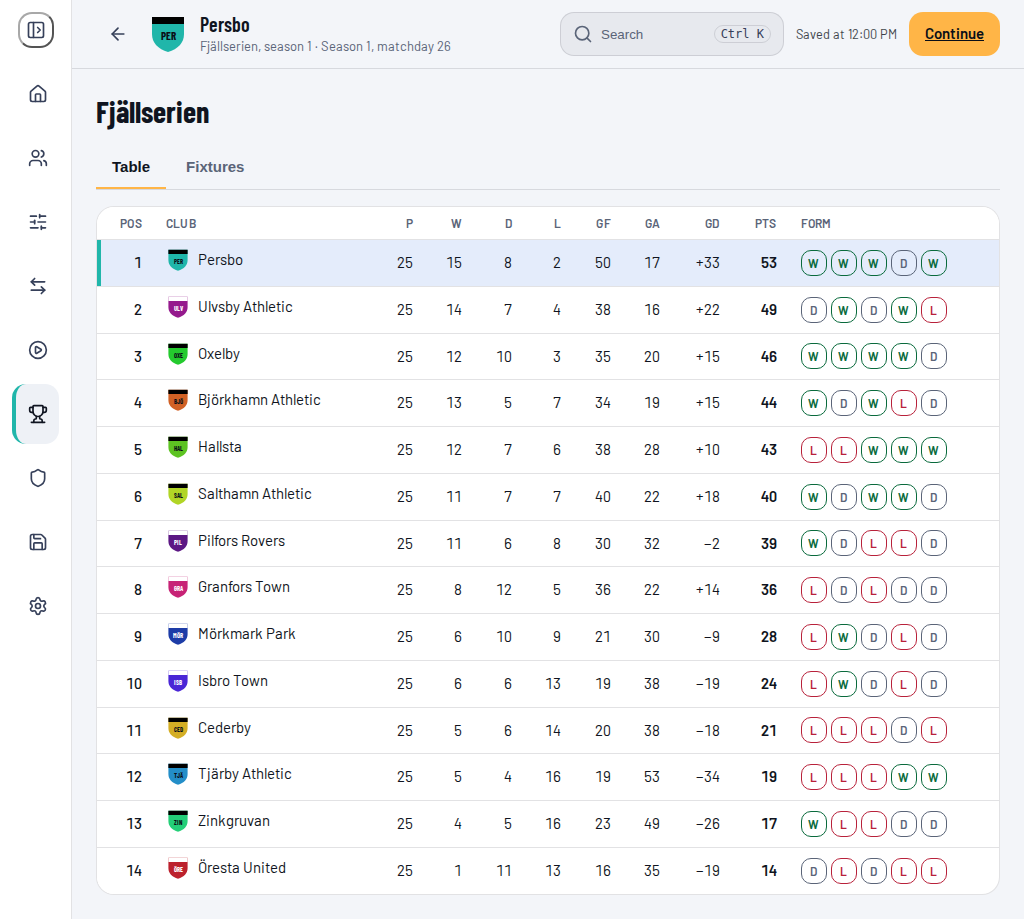 PER
Persbo
Fjällserien, season 1 · Season 1, matchday 26
Search
Ctrl K
Saved at 12:00 PM
Continue
Fjällserien
Table Fixtures
POS CLUB P W D L GF GA GD PTS FORM
1 PER Persbo 25 15 8 2 50 17 +33 53 W W W D W
2 ULV Ulvsby Athletic 25 14 7 4 38 16 +22 49 D W D W L
3 OXE Oxelby 25 12 10 3 35 20 +15 46 W W W W D
4 BJÖ Björkhamn Athletic 25 13 5 7 34 19 +15 44 W D W L D
5 HAL Hallsta 25 12 7 6 38 28 +10 43 L L W W W
6 SAL Salthamn Athletic 25 11 7 7 40 22 +18 40 W D W W D
7 PIL Pilfors Rovers 25 11 6 8 30 32 −2 39 W D L L D
8 GRA Granfors Town 25 8 12 5 36 22 +14 36 L D L D D
9 MÖR Mörkmark Park 25 6 10 9 21 30 −9 28 L W D L D
10 ISB Isbro Town 25 6 6 13 19 38 −19 24 L W D L D
11 CED Cederby 25 5 6 14 20 38 −18 21 L L L D L
12 TJÄ Tjärby Athletic 25 5 4 16 19 53 −34 19 L L L W W
13 ZIN Zinkgruvan 25 4 5 16 23 49 −26 17 W L L D D
14 ÖRE Öresta United 25 1 11 13 16 35 −19 14 D L D L L